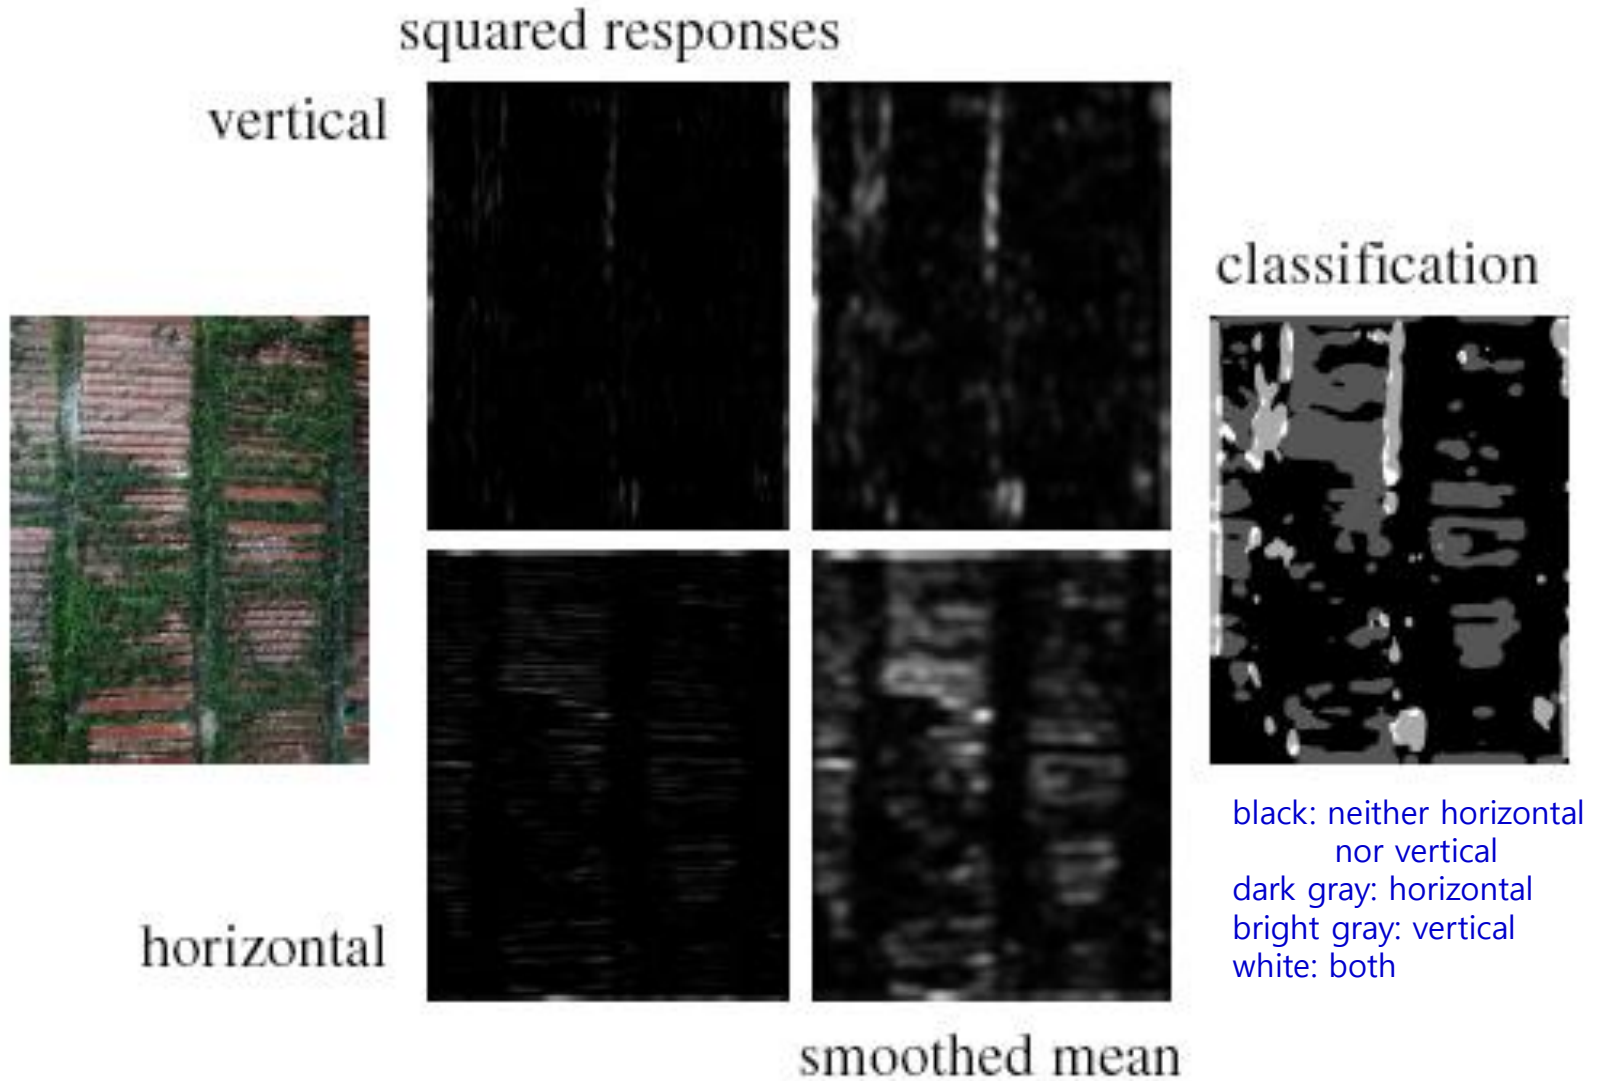 squared responses
vertical
classification
black: neither horizontal
nor vertical
dark gray: horizontal
bright gray: vertical
white: both
horizontal
smoothed mean